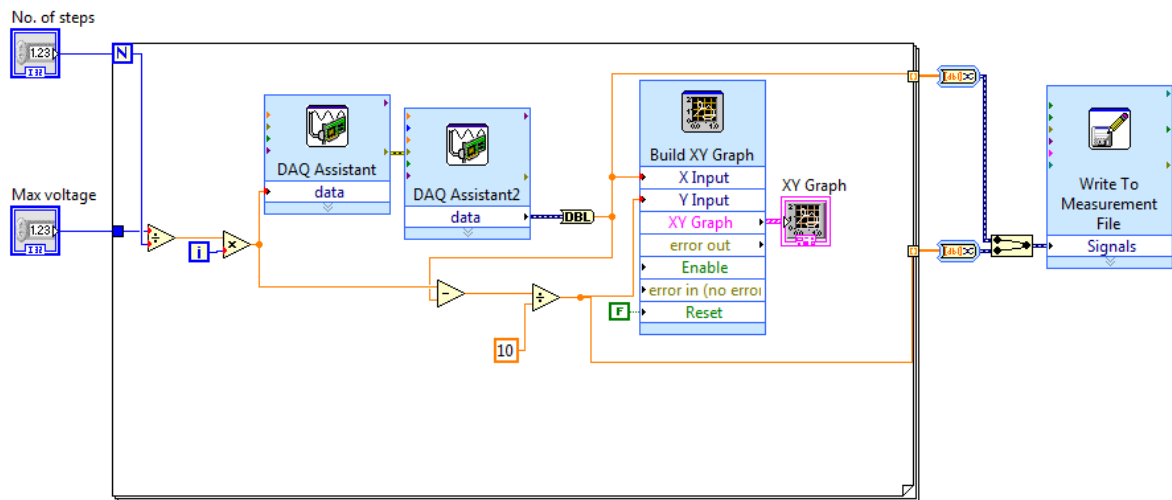 No. of steps
1.23
I32
N
Max voltage
1.23
I32
i
DAQ Assistant
data
DAQ Assistant2
data
DBL
10
Build XY Graph
X Input
Y Input
XY Graph
error out
Enable
error in (no error
Reset
F
XY Graph
Write To
Measurement
File
Signals